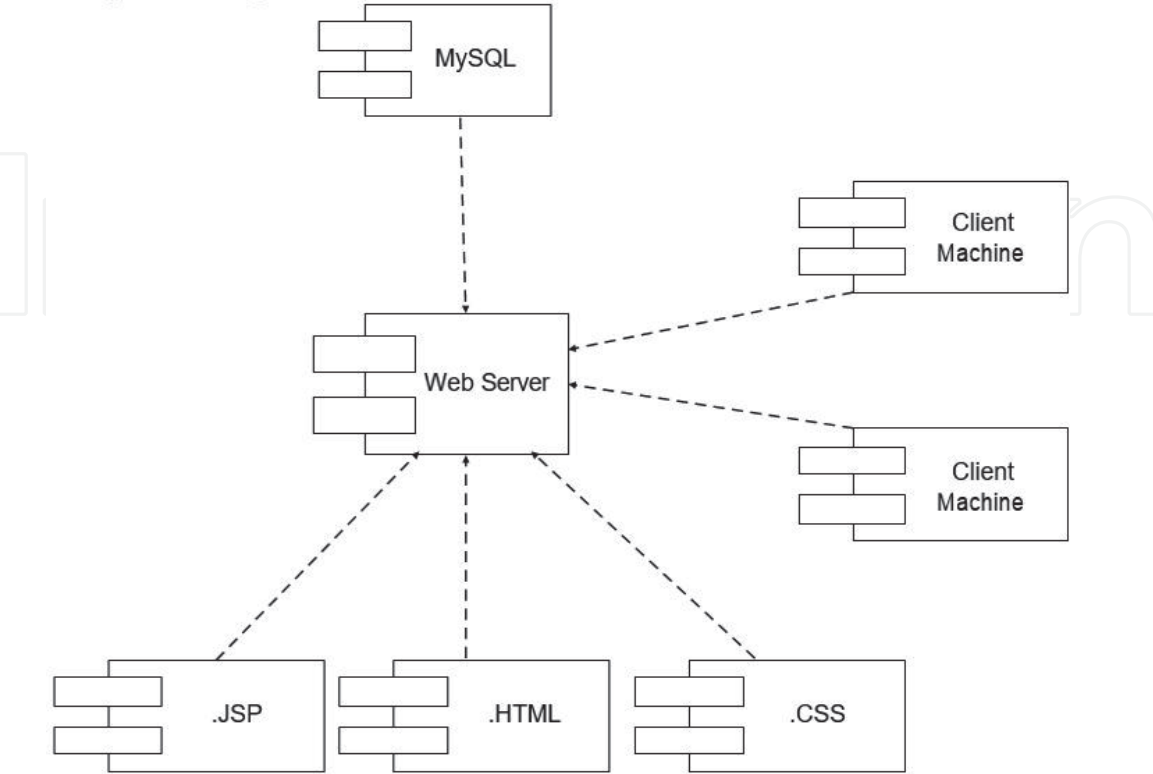 MySQL
Client
Machine
Web Server
Client
Machine
.JSP
.HTML
.CSS